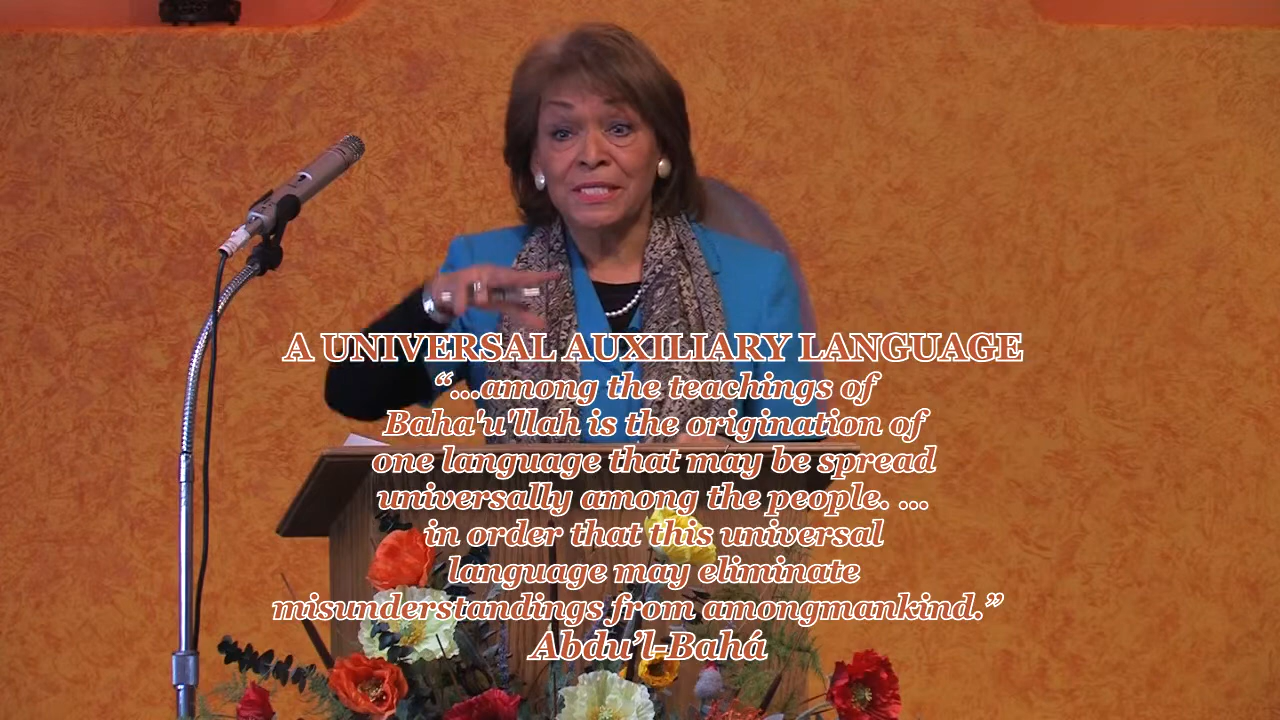 A UNIVERSAL AUXILIARY LANGUAGE
“...among the teachings of
Baha'u'llah is the origination of
one language that may be spread
universally among the people. ...
in order that this universal
language may eliminate
misunderstandings from amongmankind.”
Abdu’l-Bahá